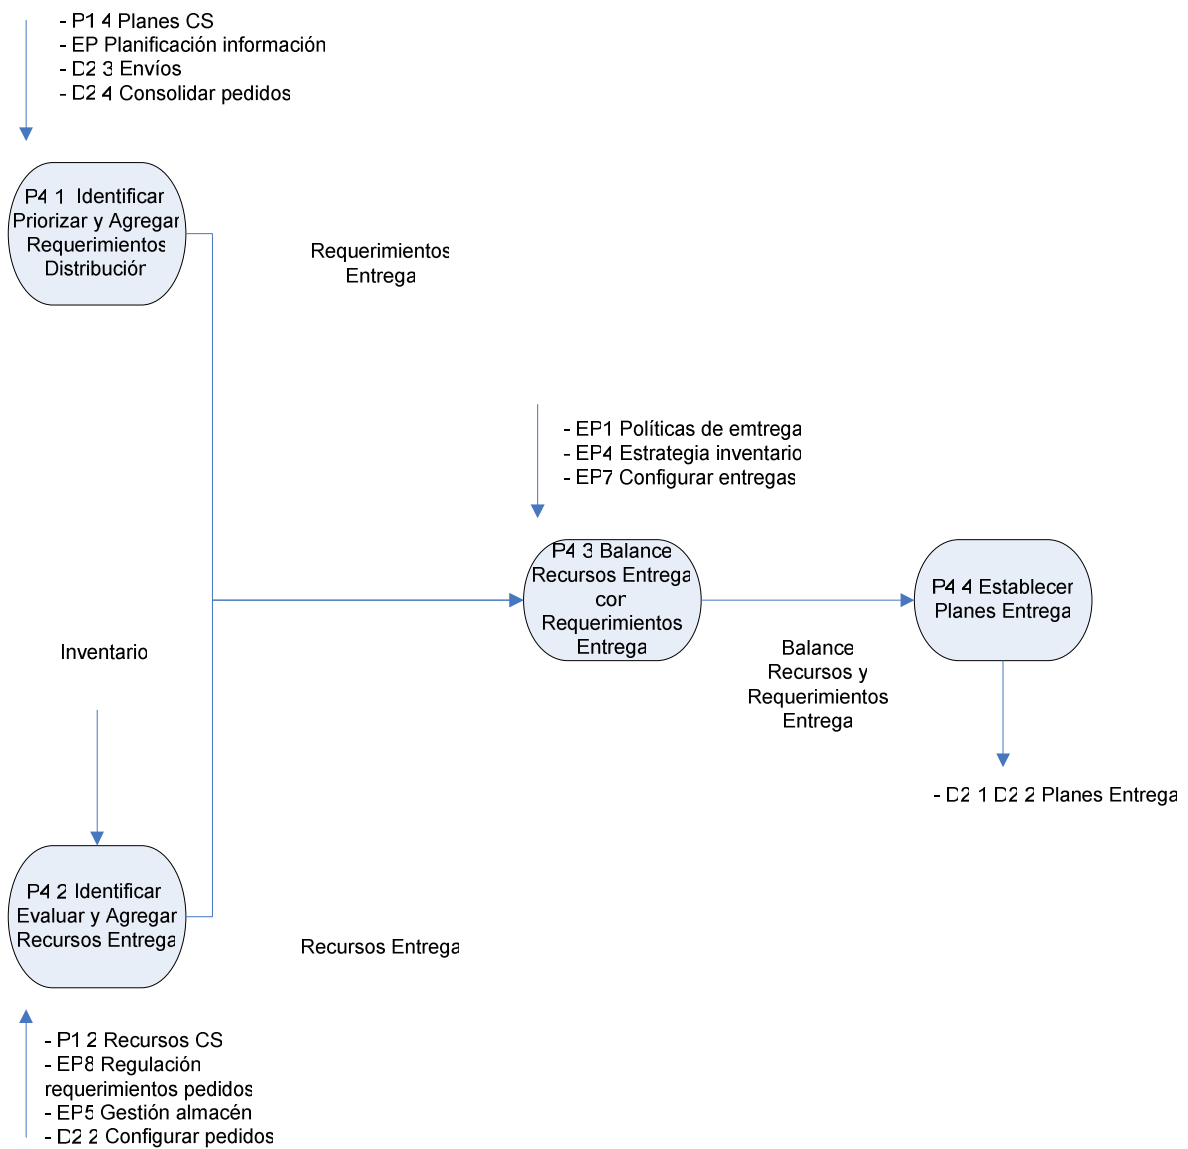 - P1 4 Planes CS
- EP Planificación información
- D2 3 Envíos
- D2 4 Consolidar pedidos
P4 1 Identificar
Priorizar y Agregar
Requerimientos
Distribución
Requerimientos
Entrega
- EP1 Políticas de emtrega
- EP4 Estrategia inventario
- EP7 Configurar entregas
P4 3 Balance
Recursos Entrega
con
Requerimientos
Entrega
P4 4 Establecer
Planes Entrega
Inventario
Balance
Recursos y
Requerimientos
Entrega
- D2 1 D2 2 Planes Entrega
P4 2 Identificar
Evaluar y Agregar
Recursos Entrega
Recursos Entrega
- P1 2 Recursos CS
- EP8 Regulación
requerimientos pedidos
- EP5 Gestión almacén
- D2 2 Configurar pedidos